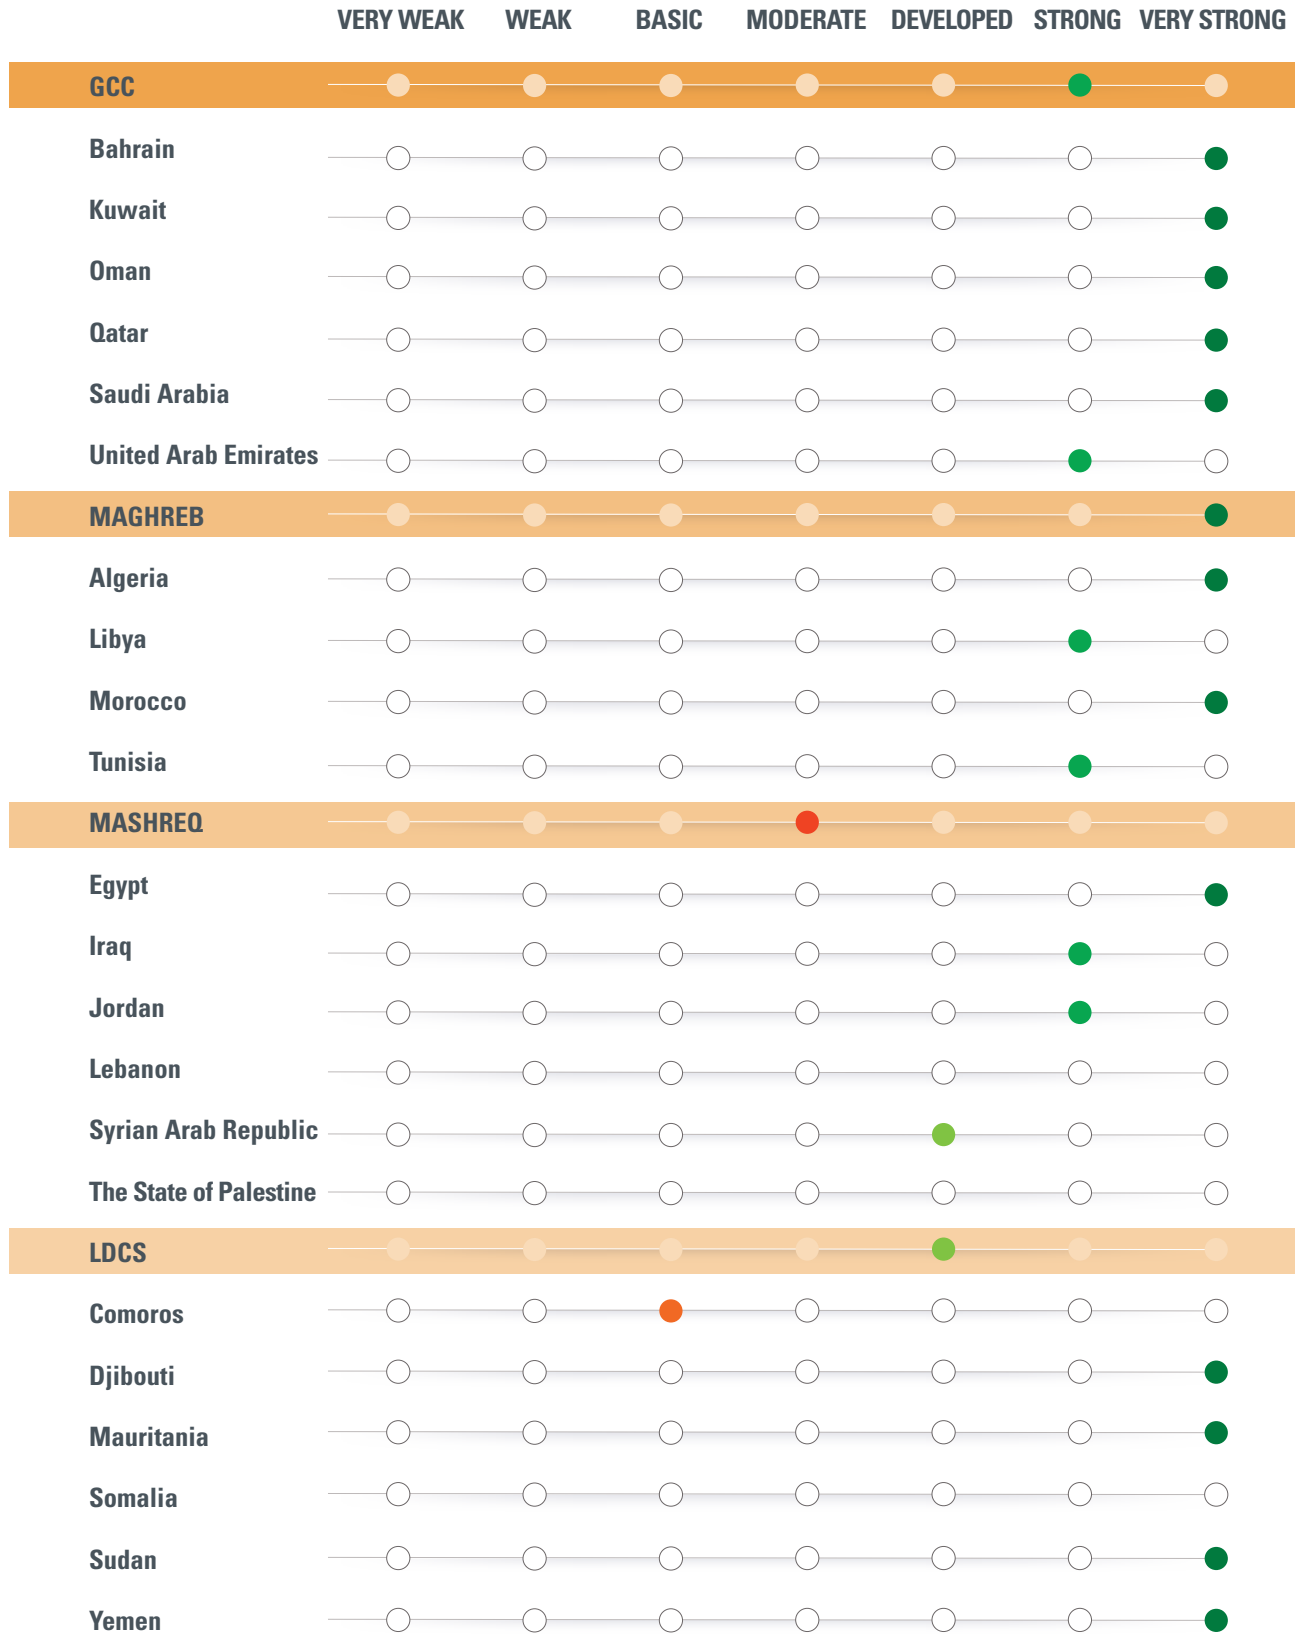 VERY WEAK WEAK BASIC MODERATE DEVELOPED STRONG VERY STRONG
GCC
Bahrain
Kuwait
Oman
Qatar
Saudi Arabia
United Arab Emirates
MAGHREB
Algeria
Libya
Morocco
Tunisia
MASHREQ
Egypt
Iraq
Jordan
Lebanon
Syrian Arab Republic
The State of Palestine
LDCS
Comoros
Djibouti
Mauritania
Somalia
Sudan
Yemen